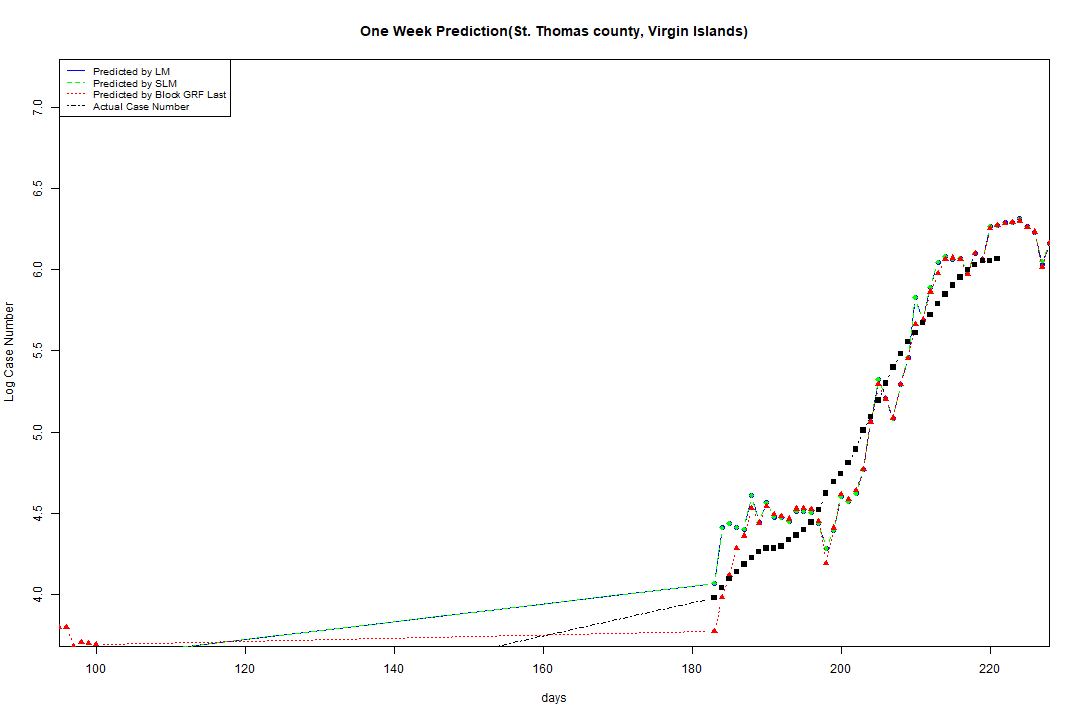 One Week Prediction(St. Thomas county, Virgin Islands)
Predicted by LM
Predicted by SLM
Predicted by Block GRF Last
Actual Case Number
7.0
6.5
6.0
5.5
5.0
4.5
4.0
Log Case Number
100 120 140 160 180 200 220
days